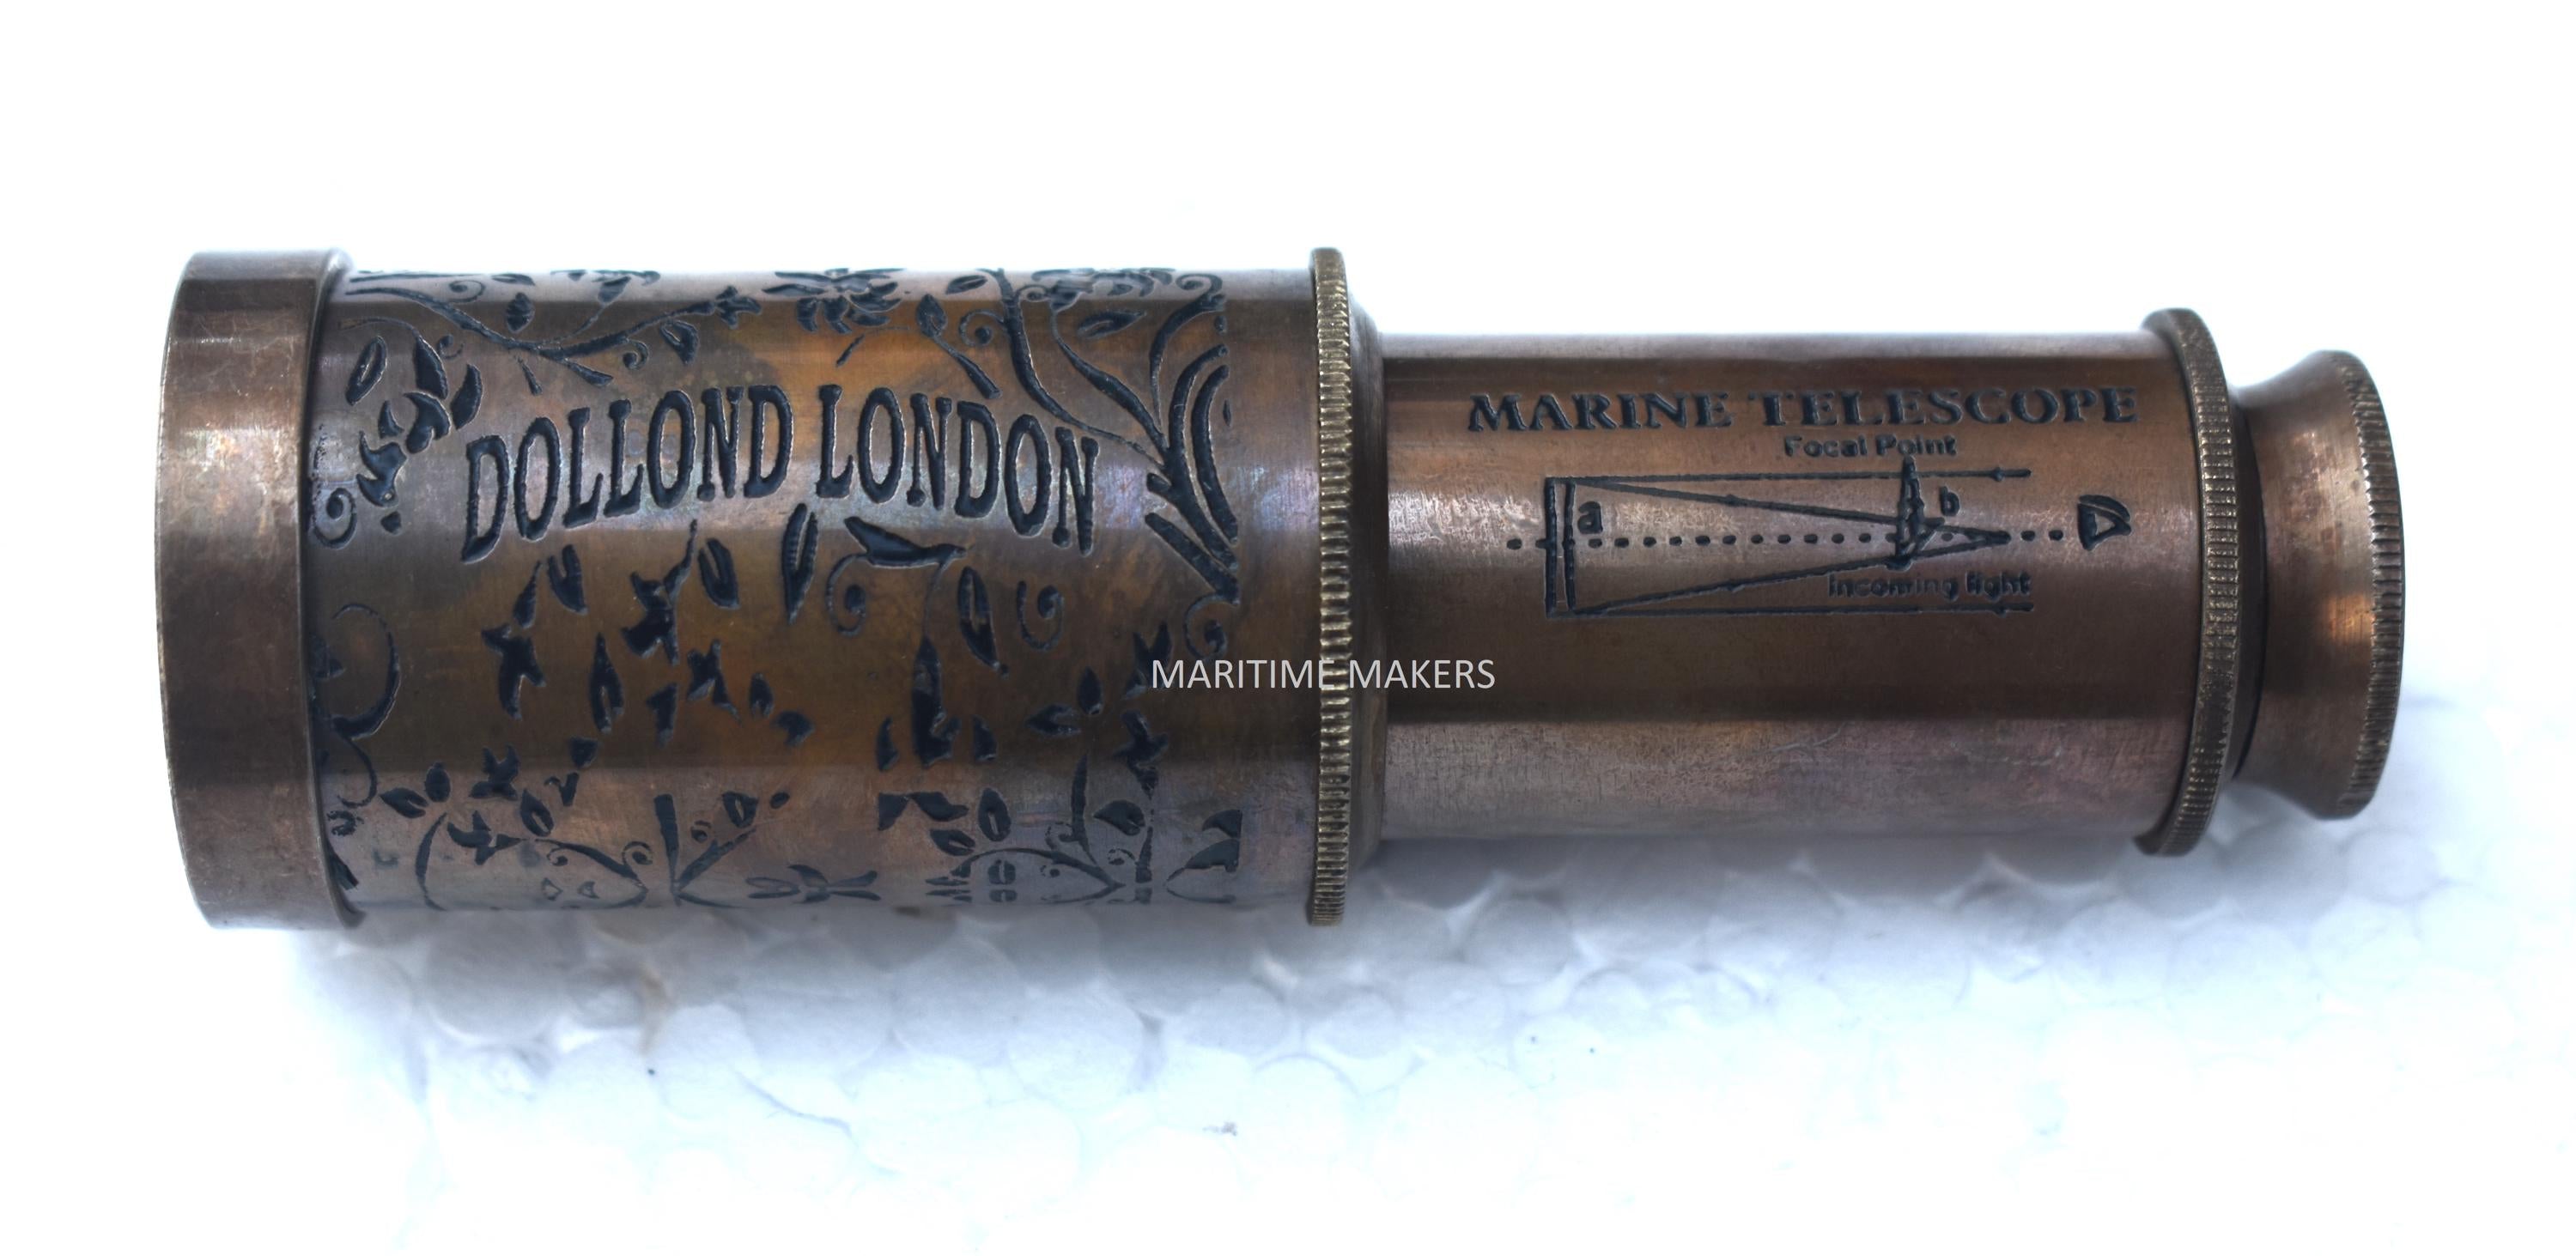 DOLLOND LONDON
MARINE TELESCOPE
Focal Point
a
b
incoming light
MARITIME MAKERS